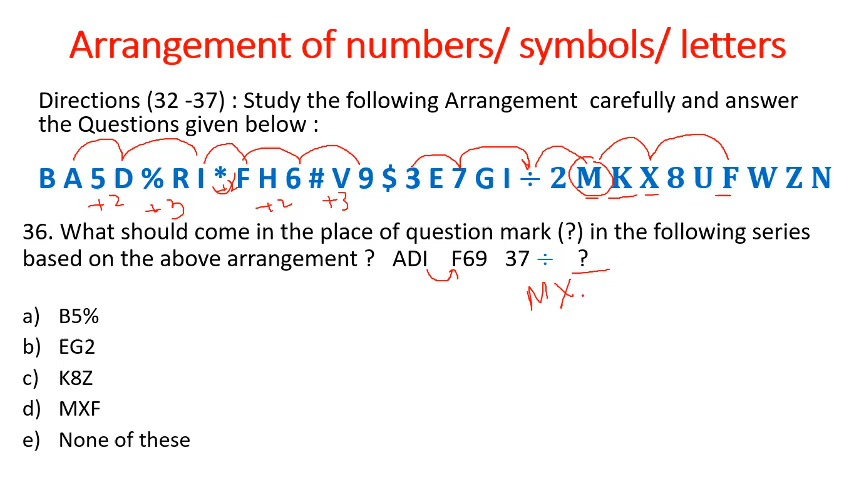 Arrangement of numbers/ symbols/ letters
Directions (32 -37) : Study the following Arrangement carefully and answer
the Questions given below :
B A 5 D % R I * F H 6 # V 9 $ 3 E 7 G I ÷ 2 M K X 8 U F W Z N
+2 +3 +2 +3
36. What should come in the place of question mark (?) in the following series
based on the above arrangement ? ADI F69 37 ÷ ?
MX.
a) B5%
b) EG2
c) K8Z
d) MXF
e) None of these